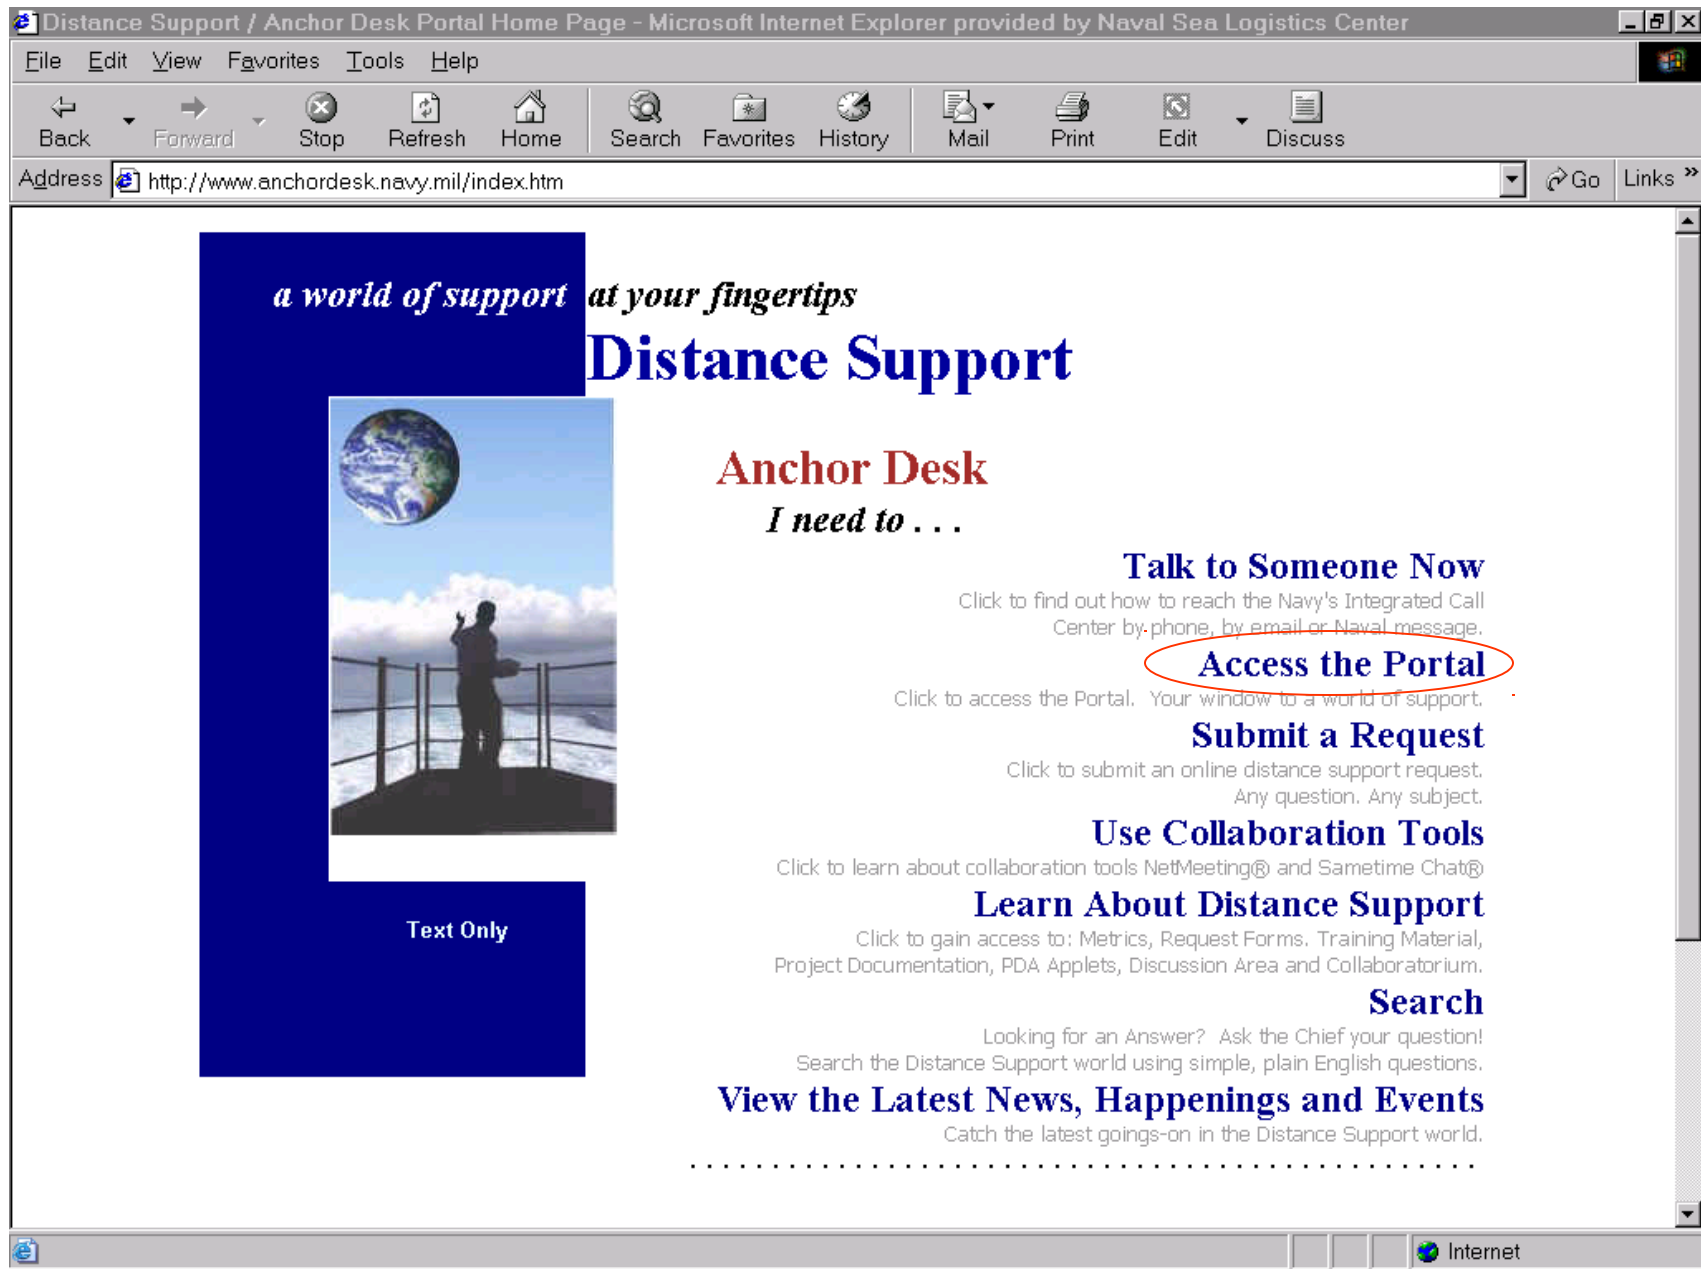 Distance Support / Anchor Desk Portal Home Page - Microsoft Internet Explorer provided by Naval Sea Logistics Center
File Edit View Favorites Tools Help
Back Forward Stop Refresh Home Search Favorites History Mail Print Edit Discuss
Address http://www.anchordesk.navy.mil/index.htm Go Links »
a world of support at your fingertips
Distance Support
Anchor Desk
I need to . . .
Talk to Someone Now
Click to find out how to reach the Navy's Integrated Call
Center by phone, by email or Naval message.
Access the Portal
Click to access the Portal. Your window to a world of support.
Submit a Request
Click to submit an online distance support request.
Any question. Any subject.
Use Collaboration Tools
Click to learn about collaboration tools NetMeeting® and Sametime Chat®
Learn About Distance Support
Click to gain access to: Metrics, Request Forms. Training Material,
Project Documentation, PDA Applets, Discussion Area and Collaboratorium.
Text Only
Search
Looking for an Answer? Ask the Chief your question!
Search the Distance Support world using simple, plain English questions.
View the Latest News, Happenings and Events
Catch the latest goings-on in the Distance Support world.
Internet